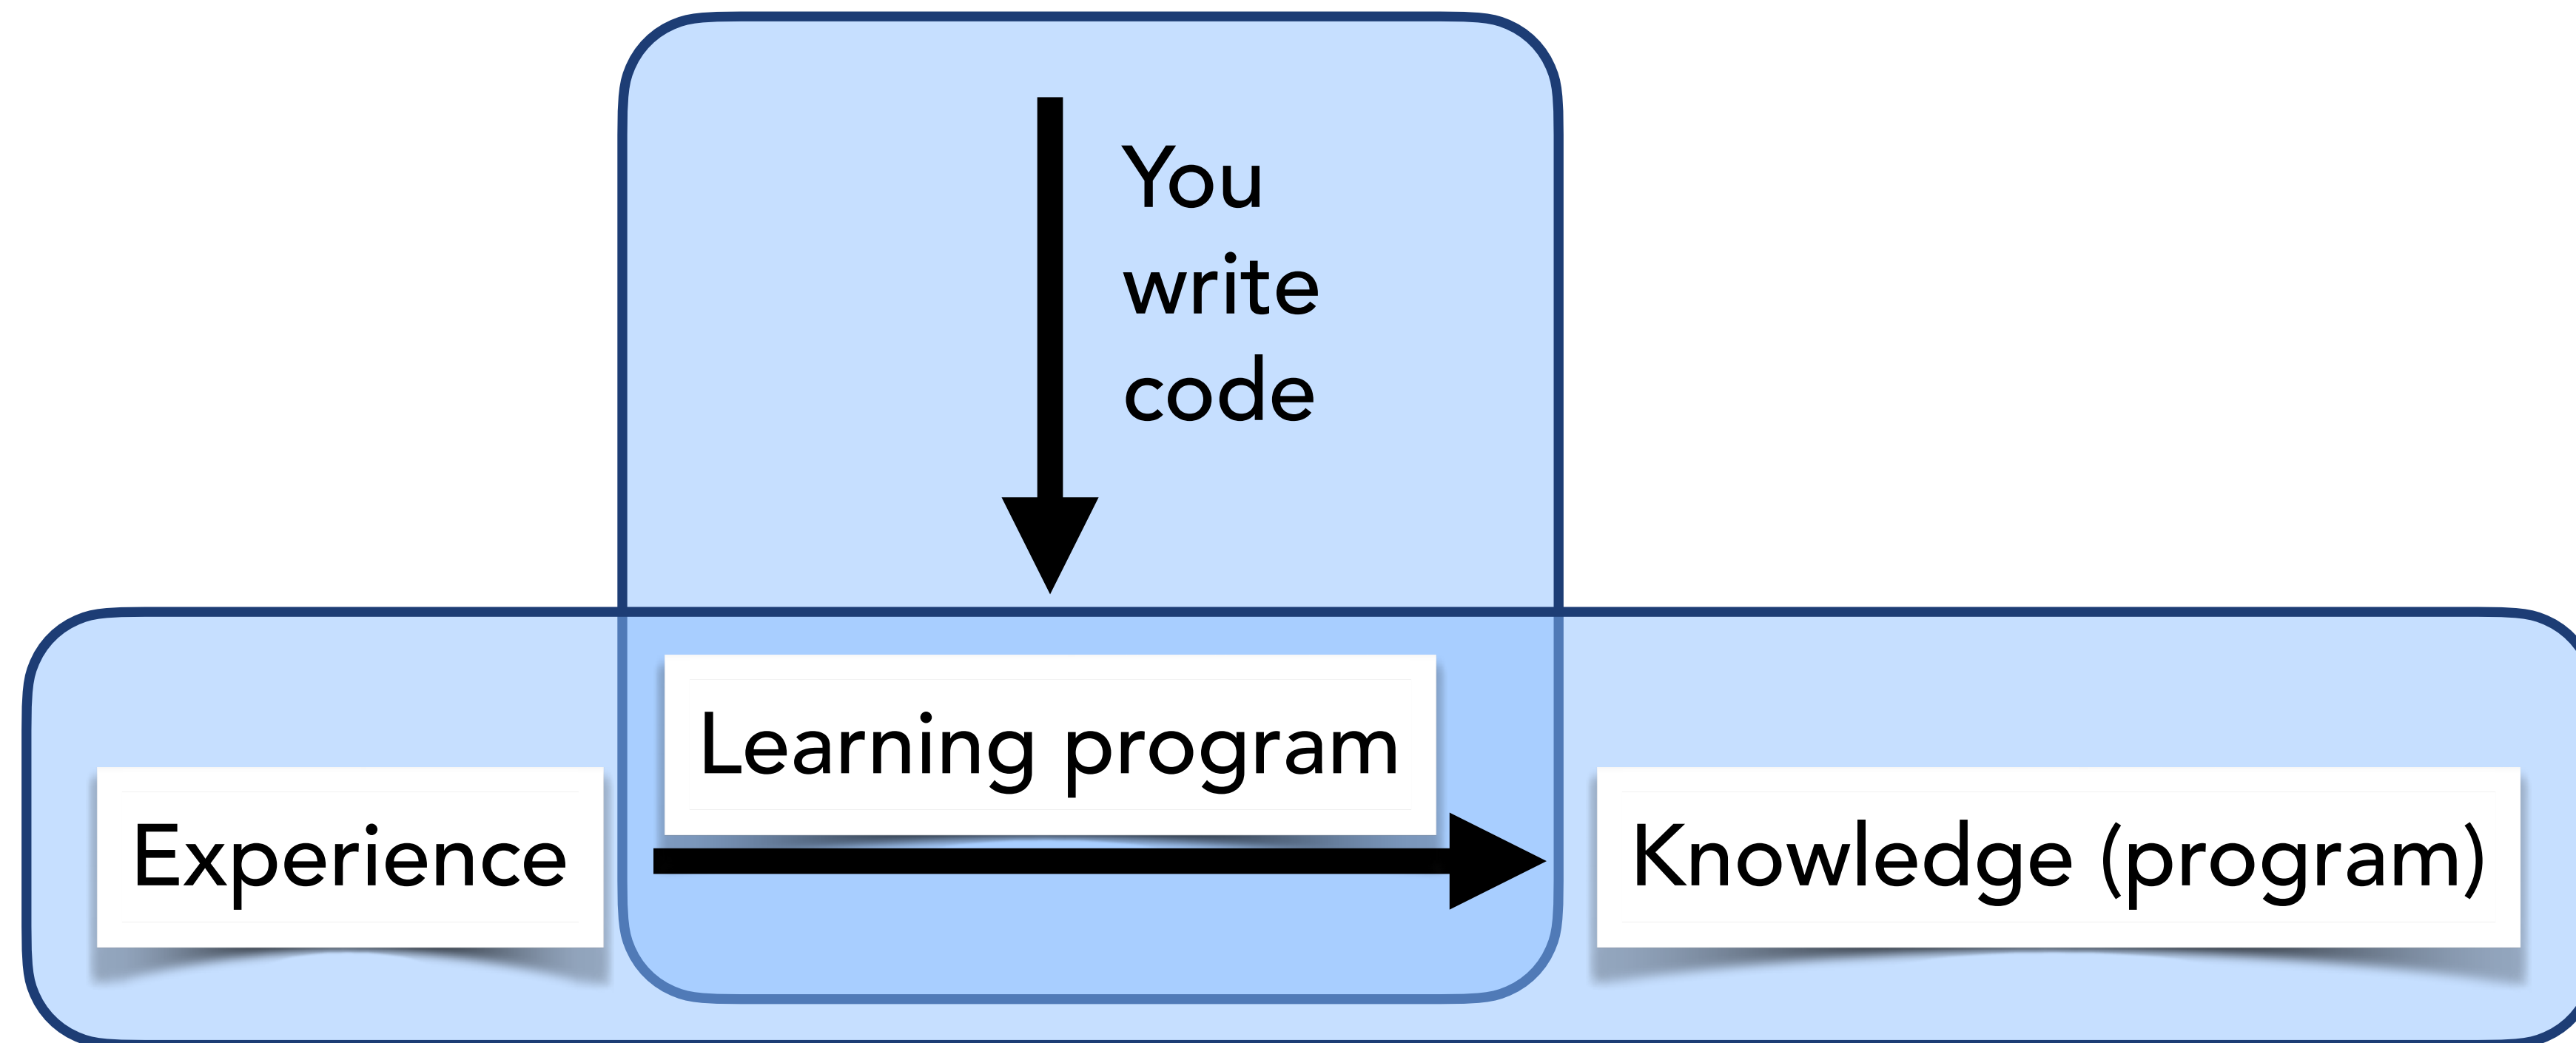 You
write
code
Learning program
Experience
Knowledge (program)